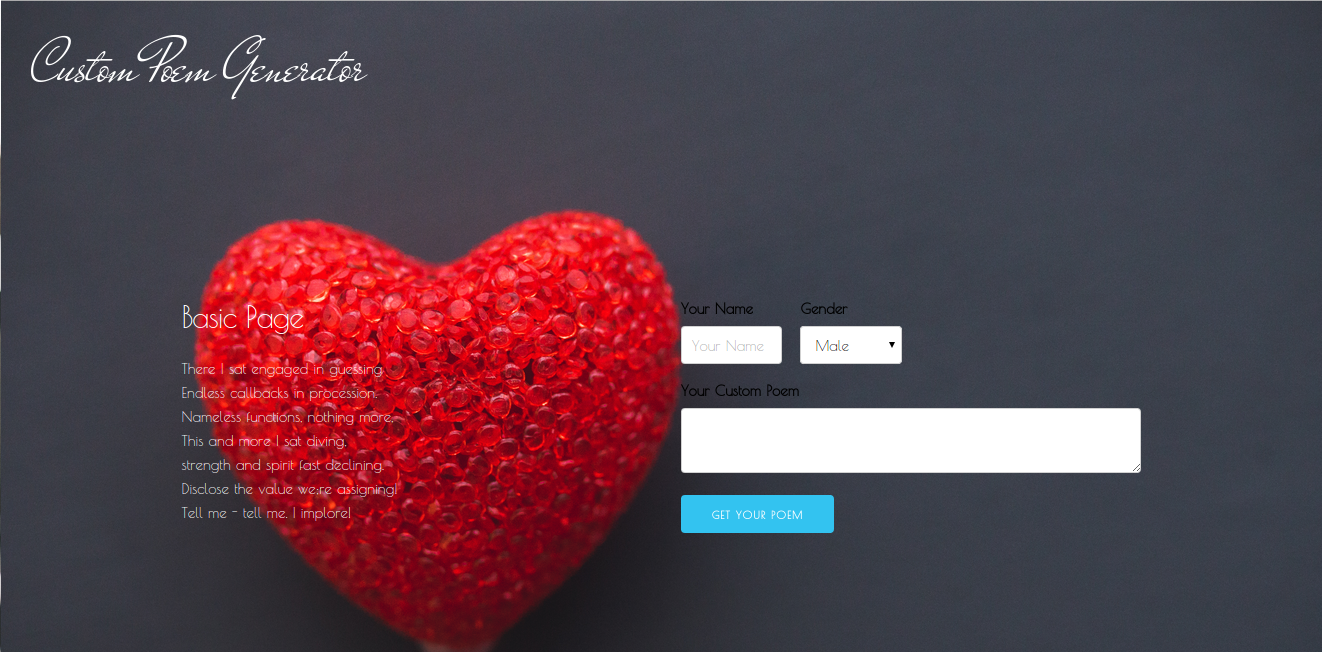 Custom Poem Generator
Basic Page
There I sat engaged in guessing
Endless callbacks in procession.
Nameless functions, nothing more,
This and more I sat diving,
strength and spirit fast declining.
Disclose the value we;re assigning!
Tell me - tell me, I implore!
Your Name
Gender
Your Name
Male
Your Custom Poem
GET YOUR POEM